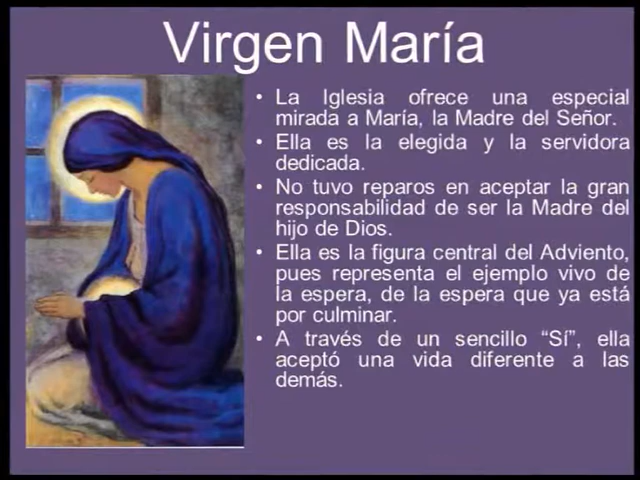 Virgen María
• La Iglesia ofrece una especial
mirada a María, la Madre del Señor.
• Ella es la elegida y la servidora
dedicada.
• No tuvo reparos en aceptar la gran
responsabilidad de ser la Madre del
hijo de Dios.
• Ella es la figura central del Adviento,
pues representa el ejemplo vivo de
la espera, de la espera que ya está
por culminar.
• A través de un sencillo “Sí”, ella
aceptó una vida diferente a las
demás.